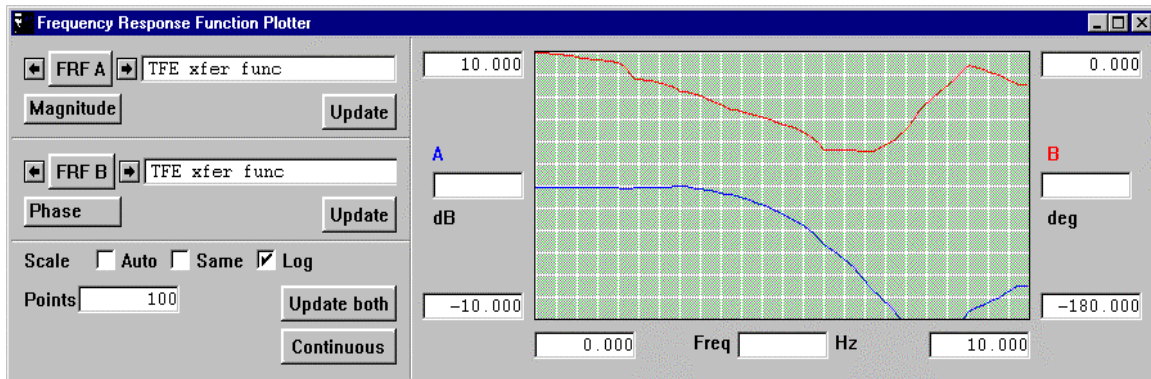 Frequency Response Function Plotter
FRF A TFE xfer func
Magnitude Update
FRF B TFE xfer func
Phase Update
Scale Auto Same Log
Points 100 Update both
Continuous
10.000
A
dB
-10.000
0.000
B
deg
-180.000
0.000 Freq Hz 10.000